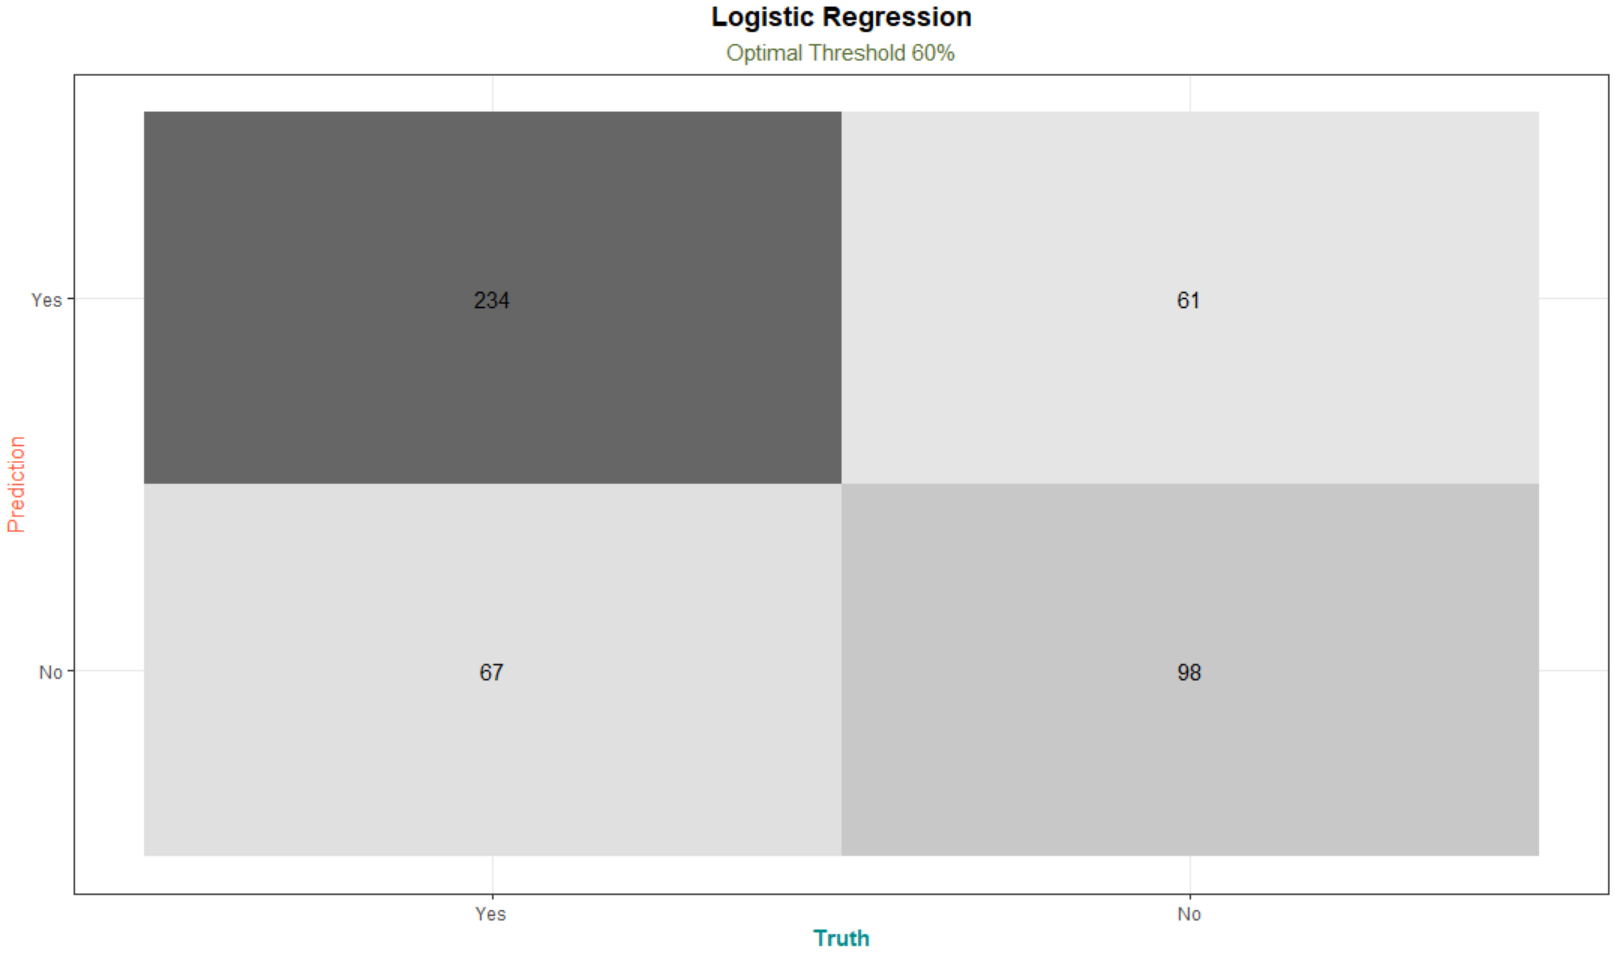 Logistic Regression
Optimal Threshold 60%
Prediction
Yes
234
61
No
67
98
Yes
No
Truth